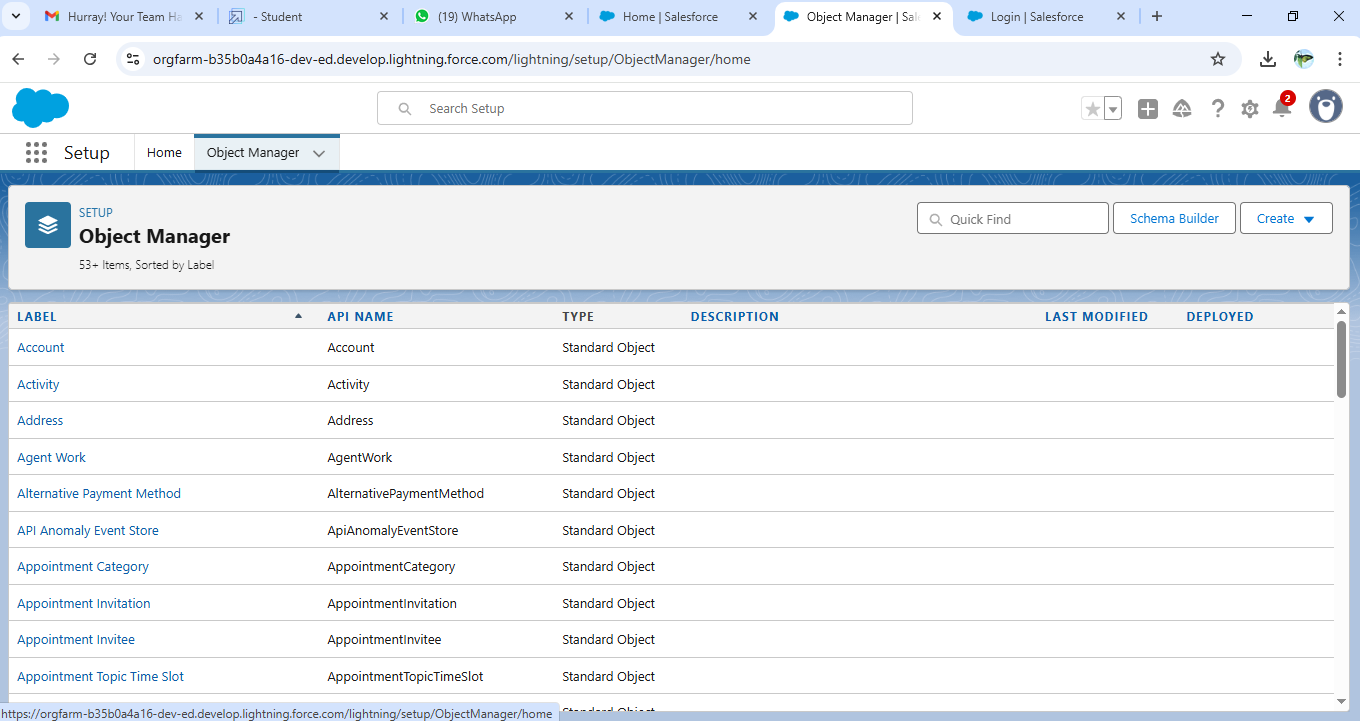 Hurray! Your Team Ha
- Student
(19) WhatsApp
Home | Salesforce
Object Manager | Sal
Login | Salesforce
orgfarm-b35b0a4a16-dev-ed.develop.lightning.force.com/lightning/setup/ObjectManager/home
Search Setup
2
Setup
Home
Object Manager
SETUP
Object Manager
53+ Items, Sorted by Label
Quick Find
Schema Builder
Create
LABEL API NAME TYPE DESCRIPTION LAST MODIFIED DEPLOYED
Account Account Standard Object
Activity Activity Standard Object
Address Address Standard Object
Agent Work AgentWork Standard Object
Alternative Payment Method AlternativePaymentMethod Standard Object
API Anomaly Event Store ApiAnomalyEventStore Standard Object
Appointment Category AppointmentCategory Standard Object
Appointment Invitation AppointmentInvitation Standard Object
Appointment Invitee AppointmentInvitee Standard Object
Appointment Topic Time Slot AppointmentTopicTimeSlot Standard Object
Standard Object
https://orgfarm-b35b0a4a16-dev-ed.develop.lightning.force.com/lightning/setup/ObjectManager/home